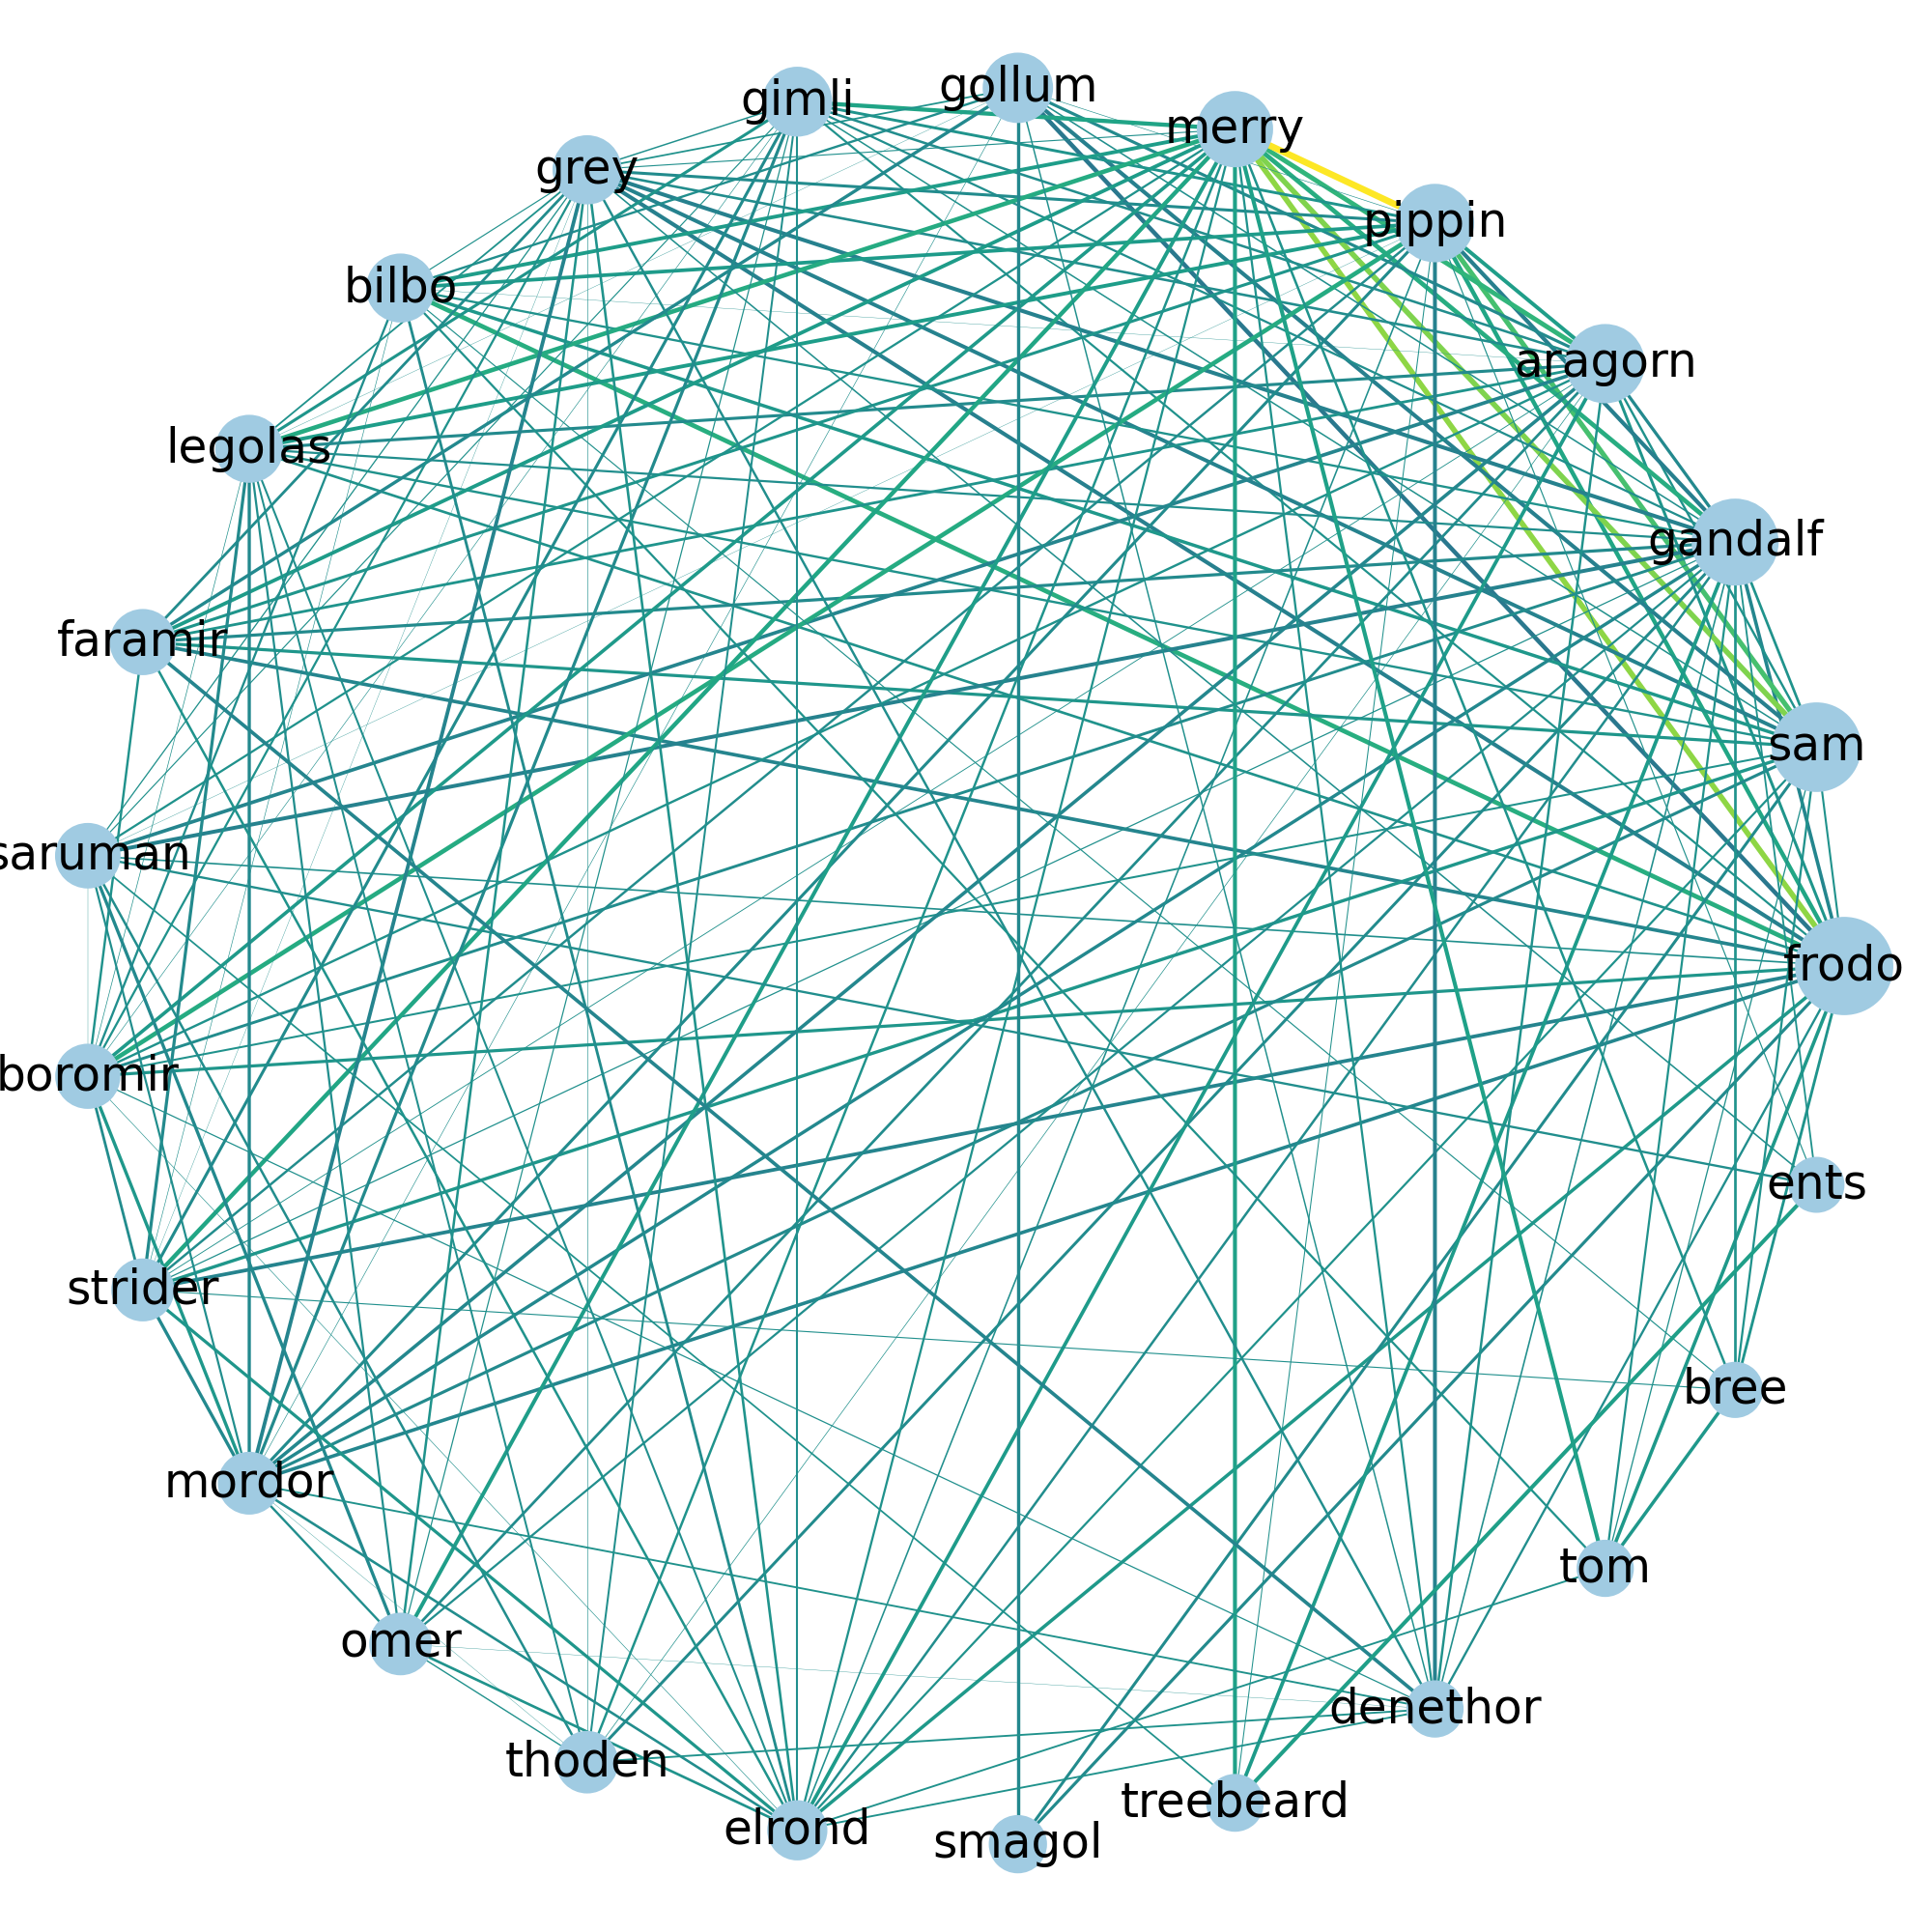 gollum
gimli
merry
grey
pippin
bilbo
aragorn
legolas
gandalf
faramir
sam
saruman
frodo
boromir
ents
strider
bree
mordor
tom
omer
denethor
thoden
treebeard
elrond
smagol